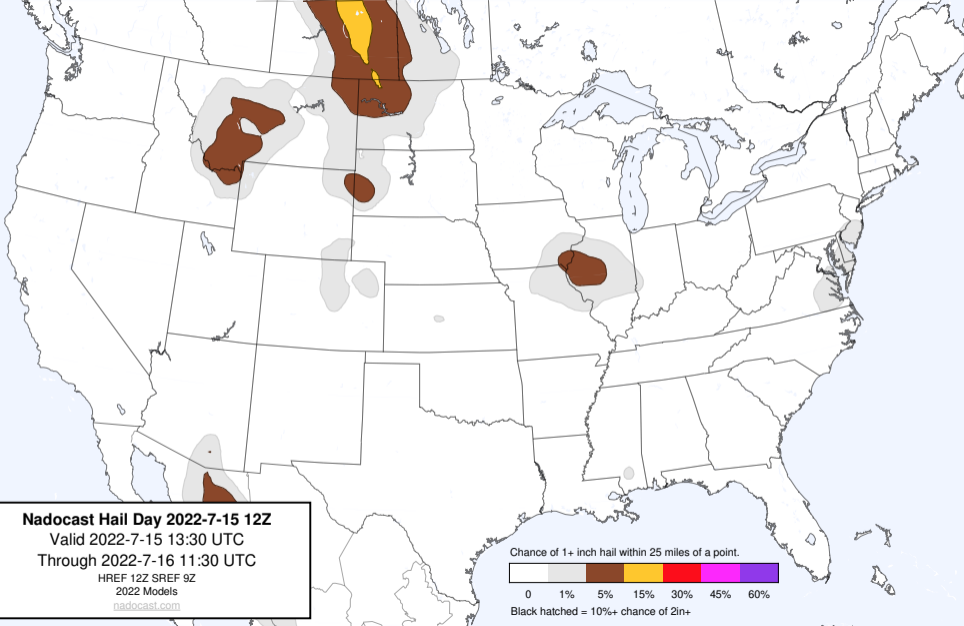 Nadocast Hail Day 2022-7-15 12Z
Valid 2022-7-15 13:30 UTC
Through 2022-7-16 11:30 UTC
HREF 12Z SREF 9Z
2022 Models
nadocast.com
Chance of 1+ inch hail within 25 miles of a point.
0 1% 5% 15% 30% 45% 60%
Black hatched = 10%+ chance of 2in+